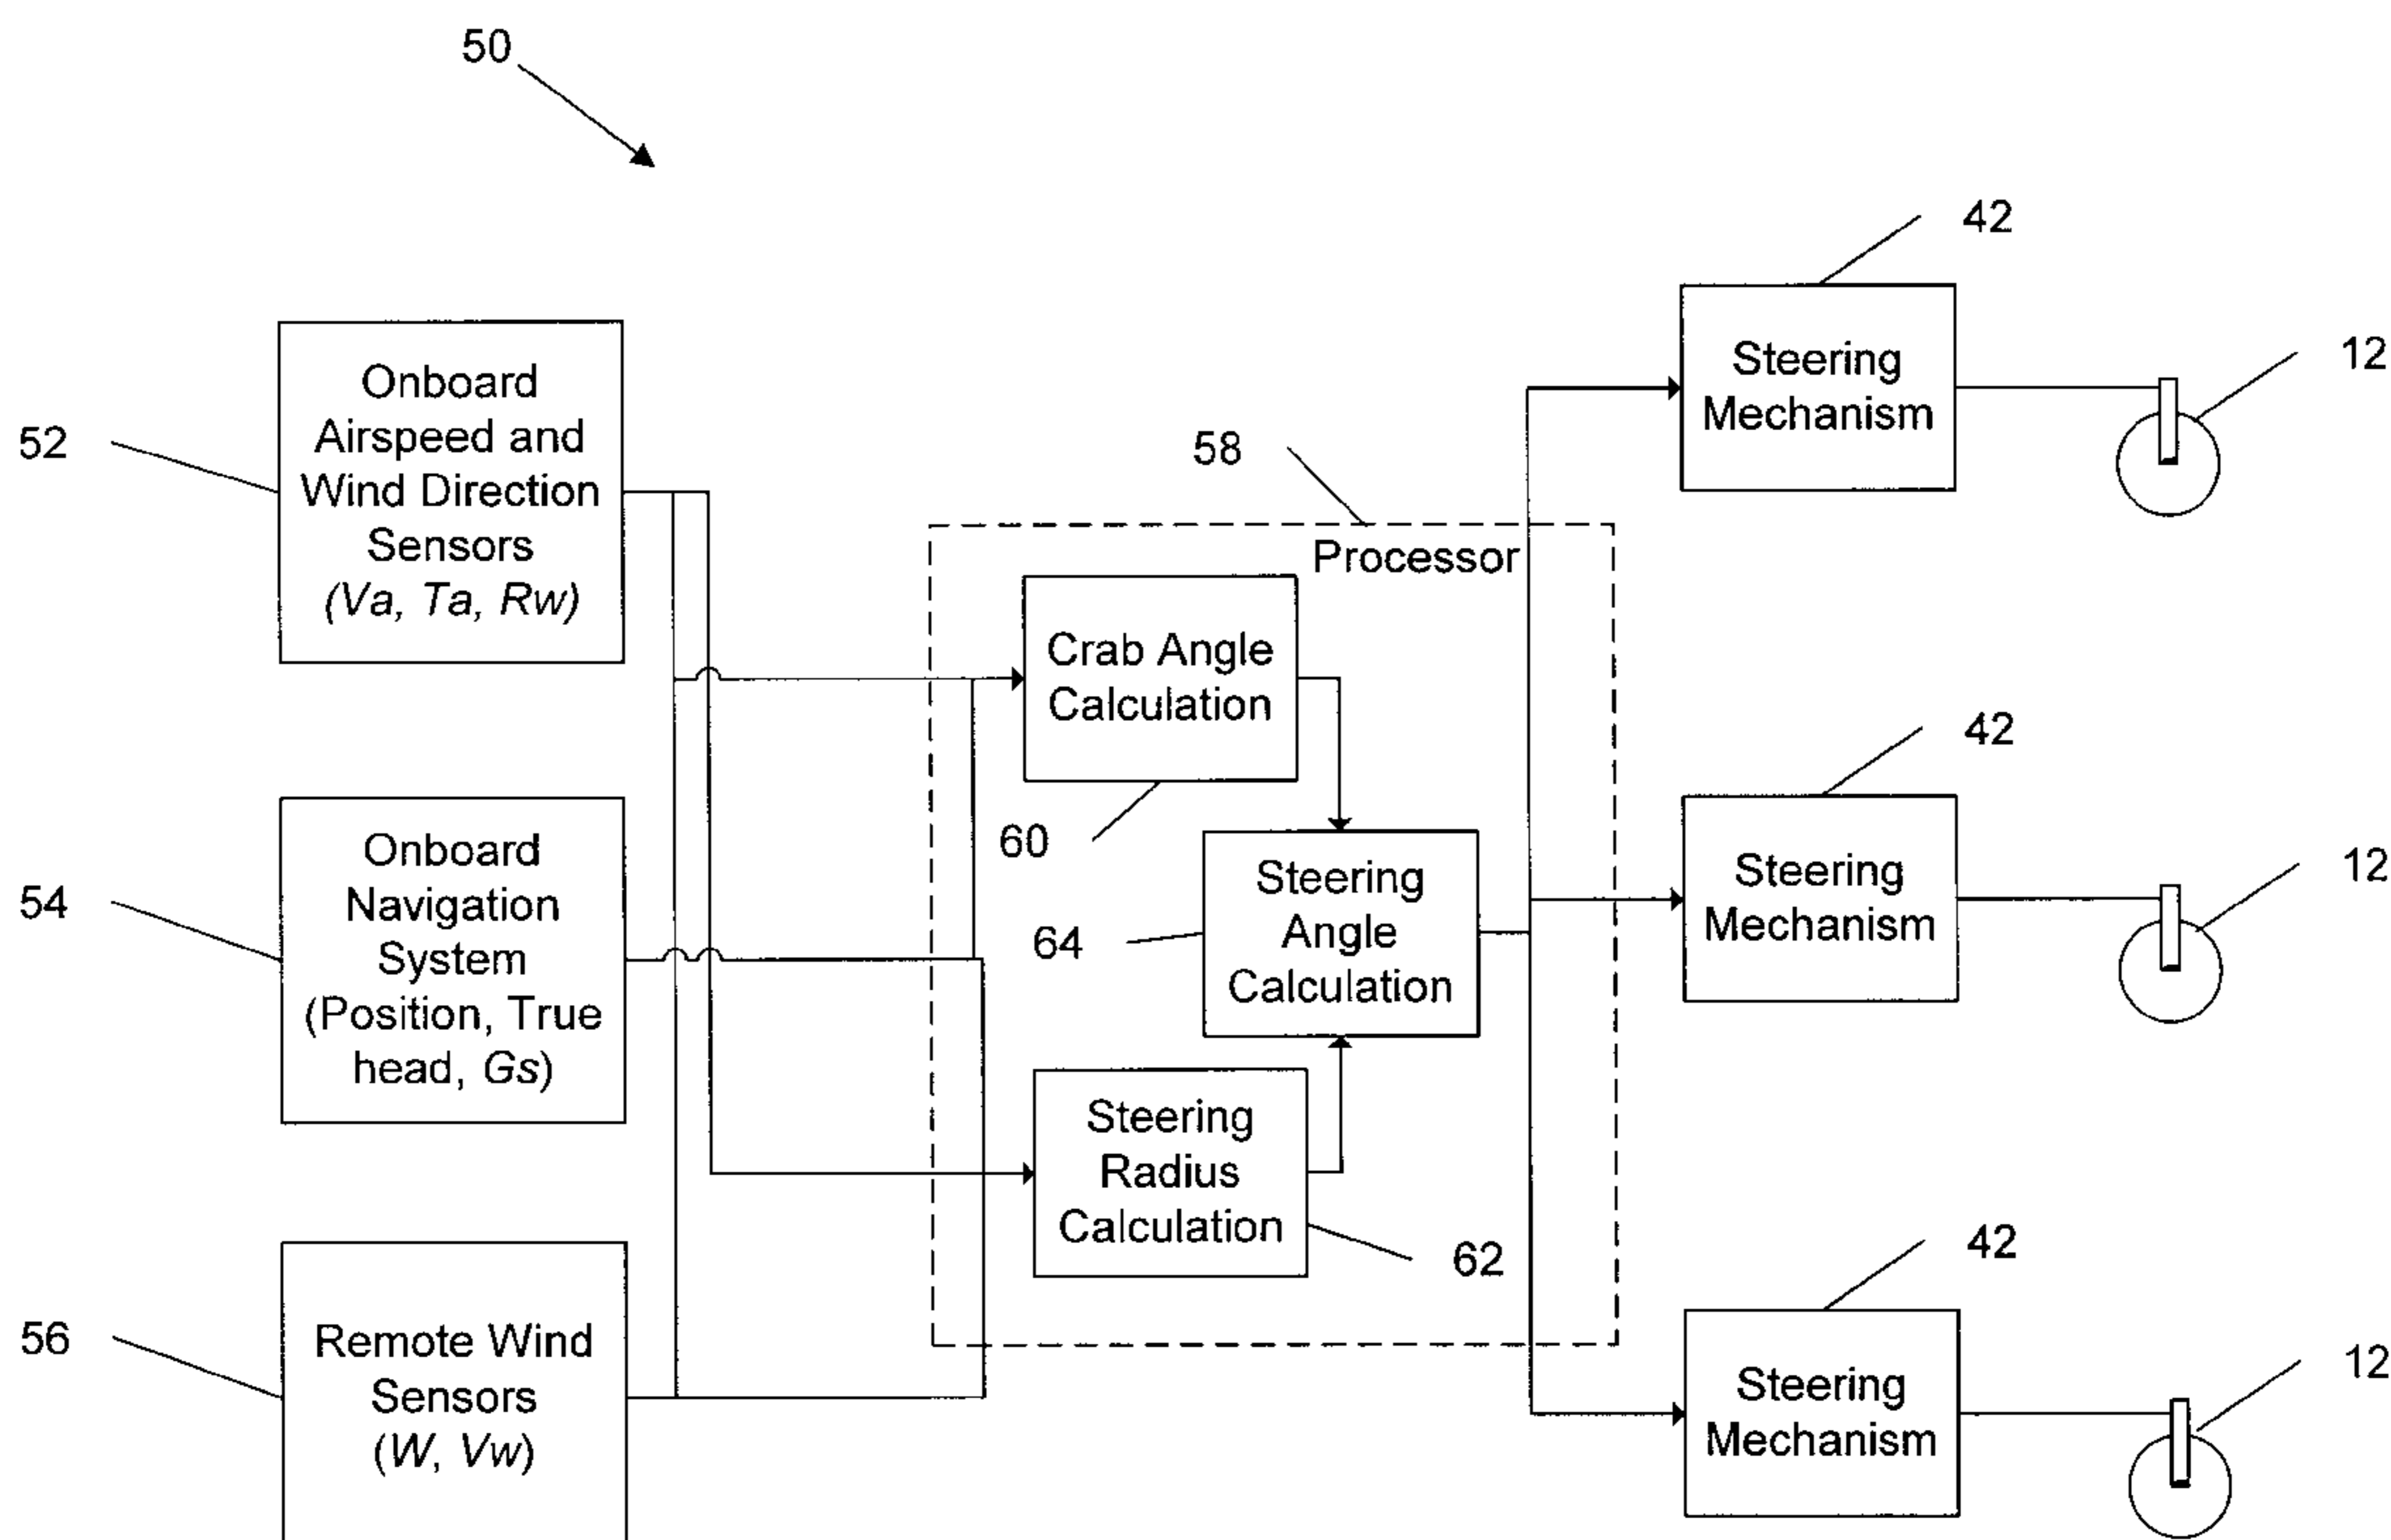 50
42
Steering
Mechanism
12
52
Onboard
Airspeed and
Wind Direction
Sensors
(Va, Ta, Rw)
58
Processor
Crab Angle
Calculation
60
42
Steering
Mechanism
12
54
Onboard
Navigation
System
(Position, True
head, Gs)
64
Steering
Angle
Calculation
Steering
Radius
Calculation
62
42
Steering
Mechanism
12
56
Remote Wind
Sensors
(W, Vw)